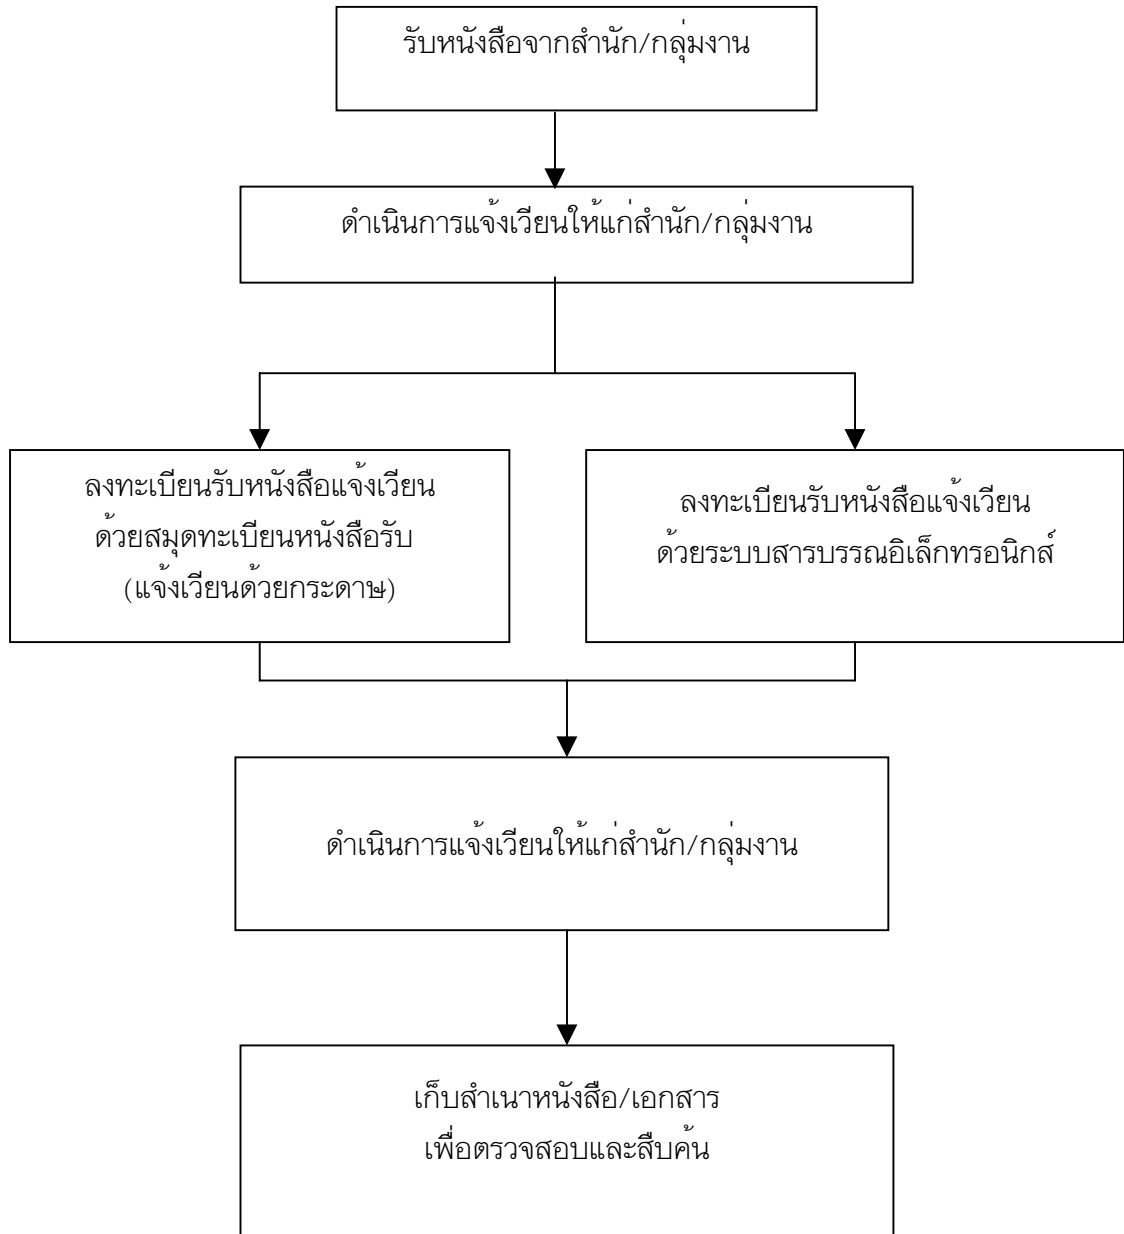 รับหนังสือจากสำนัก/กลุ่มงาน
ดำเนินการแจ้งเวียนให้แก่สำนัก/กลุ่มงาน
ลงทะเบียนรับหนังสือแจ้งเวียน
ด้วยสมุดทะเบียนหนังสือรับ
(แจ้งเวียนด้วยกระดาษ)
ลงทะเบียนรับหนังสือแจ้งเวียน
ด้วยระบบสารบรรณอิเล็กทรอนิกส์
ดำเนินการแจ้งเวียนให้แก่สำนัก/กลุ่มงาน
เก็บสำเนาหนังสือ/เอกสาร
เพื่อตรวจสอบและสืบค้น